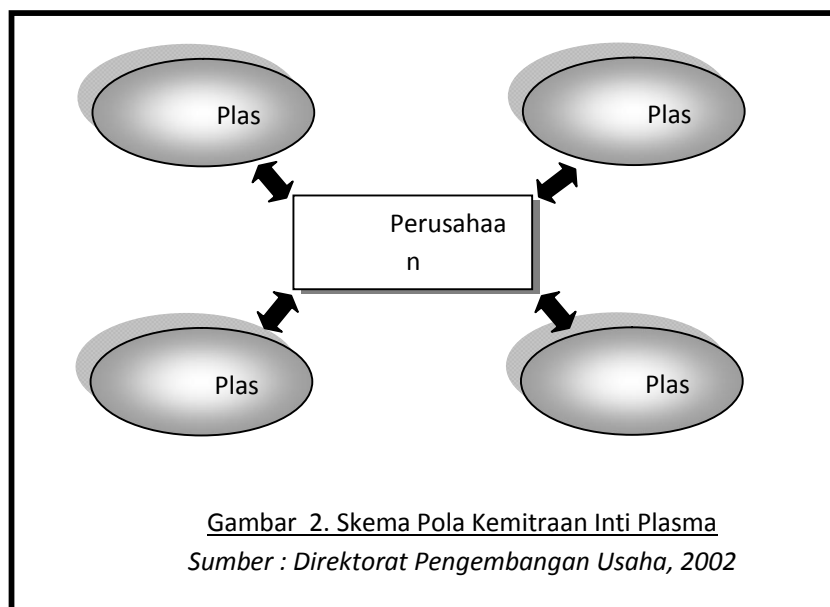 Plas
Plas
Perusahaa
n
Plas
Plas
Gambar 2. Skema Pola Kemitraan Inti Plasma
Sumber : Direktorat Pengembangan Usaha, 2002